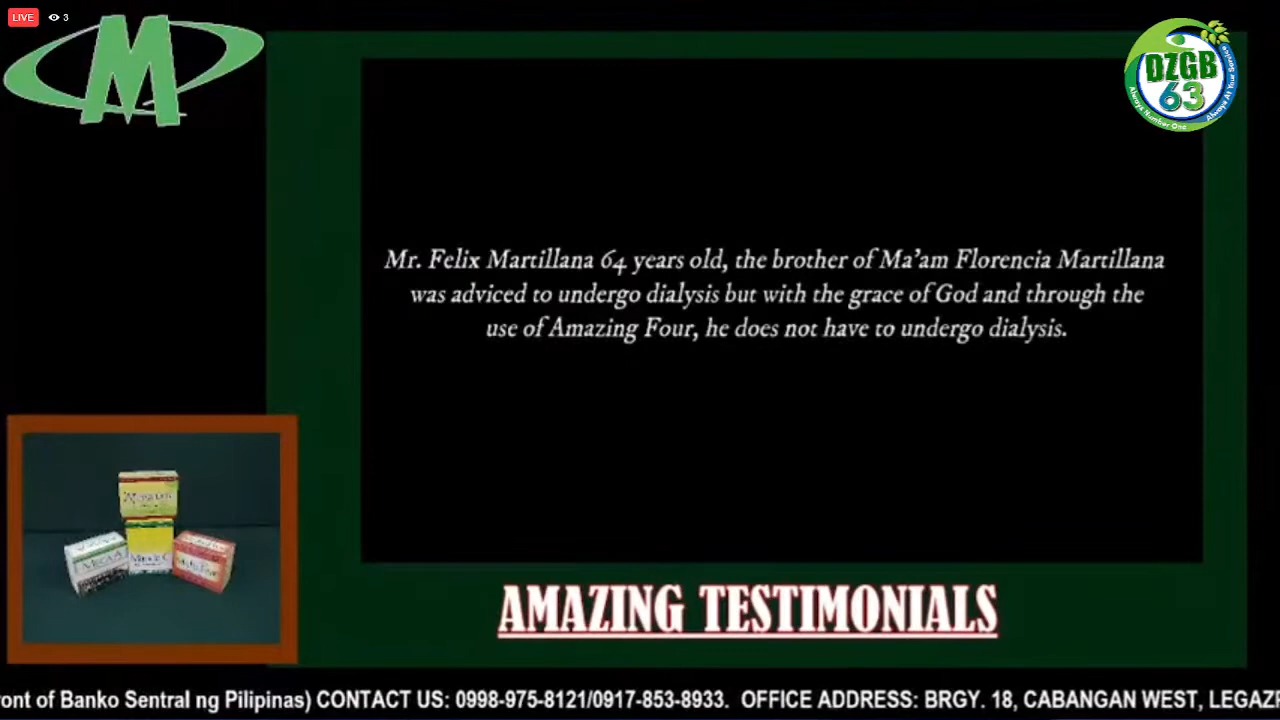 LIVE 3
M
DZGB
63
Always Number One
Always At Your Service
Mr. Felix Martillana 64 years old, the brother of Ma'am Florencia Martillana
was adviced to undergo dialysis but with the grace of God and through the
use of Amazing Four, he does not have to undergo dialysis.
AMAZING TESTIMONIALS
ront of Banko Sentral ng Pilipinas) CONTACT US: 0998-975-8121/0917-853-8933. OFFICE ADDRESS: BRGY. 18, CABANGAN WEST, LEGAZ